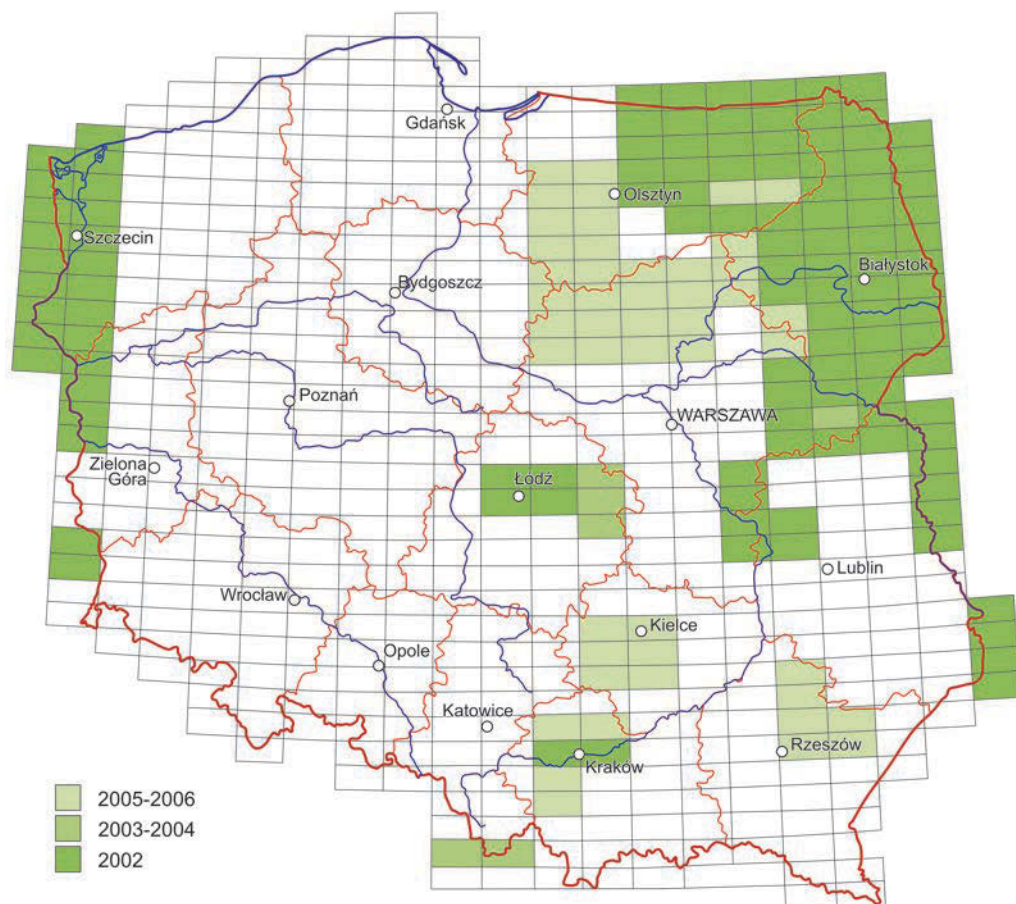 Gdańsk
Olsztyn
Szczecin
Białystok
Bydgoszcz
Poznań
WARSZAWA
Zielona
Góra
Łódź
Lublin
Wrocław
Kielce
Opole
Katowice
Rzeszów
Kraków
2005-2006
2003-2004
2002